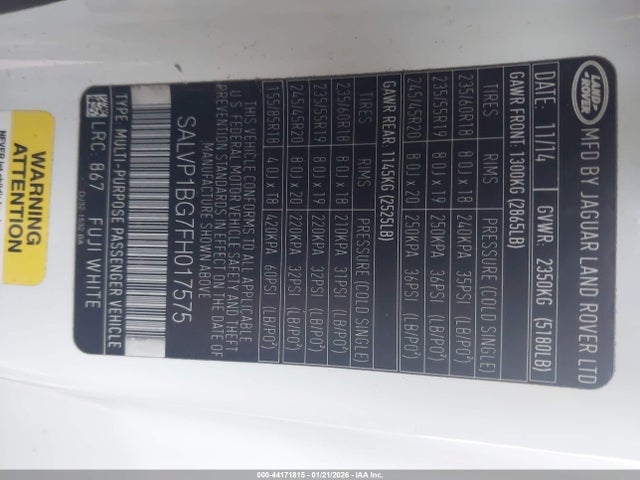 LAND-
ROVER
MFD BY JAGUAR LAND ROVER LTD
DATE: 11/14 GVWR: 2350KG (5180LB)
GAWR FRONT: 1300KG (2865LB)
TIRES RIMS PRESSURE (COLD SINGLE)
235/60R18 8.0J x 18 240KPA 35PSI (LB/PO²)
235/55R19 8.0J x 19 250KPA 36PSI (LB/PO²)
245/45R20 8.0J x 20 250KPA 36PSI (LB/PO²)
GAWR REAR: 1145KG (2525LB)
TIRES RIMS PRESSURE (COLD SINGLE)
235/60R18 8.0J x 18 210KPA 31PSI (LB/PO²)
235/55R19 8.0J x 19 220KPA 32PSI (LB/PO²)
245/45R20 8.0J x 20 220KPA 32PSI (LB/PO²)
155/85R18 4.0J x 18 420KPA 60PSI (LB/PO²)
THIS VEHICLE CONFORMS TO ALL APPLICABLE
U.S FEDERAL MOTOR VEHICLE SAFETY AND THEFT
PREVENTION STANDARDS IN EFFECT ON THE DATE OF
MANUFACTURE SHOWN ABOVE
SALVP1BG7FH017575
TYPE: MULTI-PURPOSE PASSENGER VEHICLE
LRC: 867 FUJI WHITE
WARNING
ATTENTION
000-44171815 - 01/21/2026 - IAA Inc.